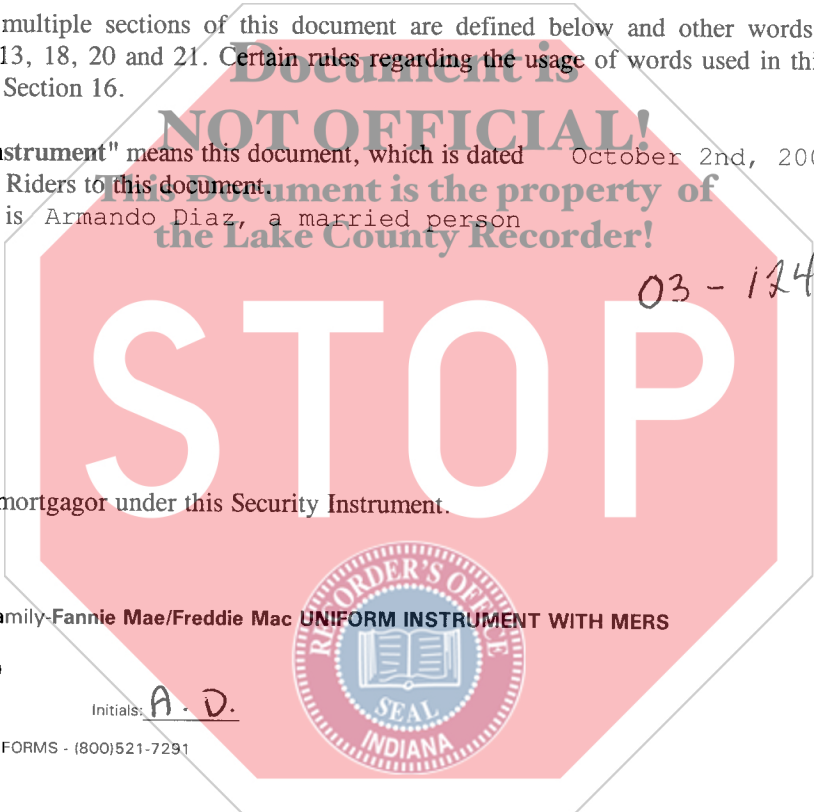 multiple sections of this document are defined below and other words
13, 18, 20 and 21. Certain rules regarding the usage of words used in thi
Section 16.
Document is
NOT OFFICIAL!
This Document is the property of
the Lake County Recorder!
nstrument" means this document, which is dated October 2nd, 200
Riders to this document.
is Armando Diaz, a married person
03 - 124
STOP
mortgagor under this Security Instrument.
RECORDER'S OFFICE
SEAL
INDIANA
amily-Fannie Mae/Freddie Mac UNIFORM INSTRUMENT WITH MERS
Initials: A. D.
FORMS - (800)521-7291